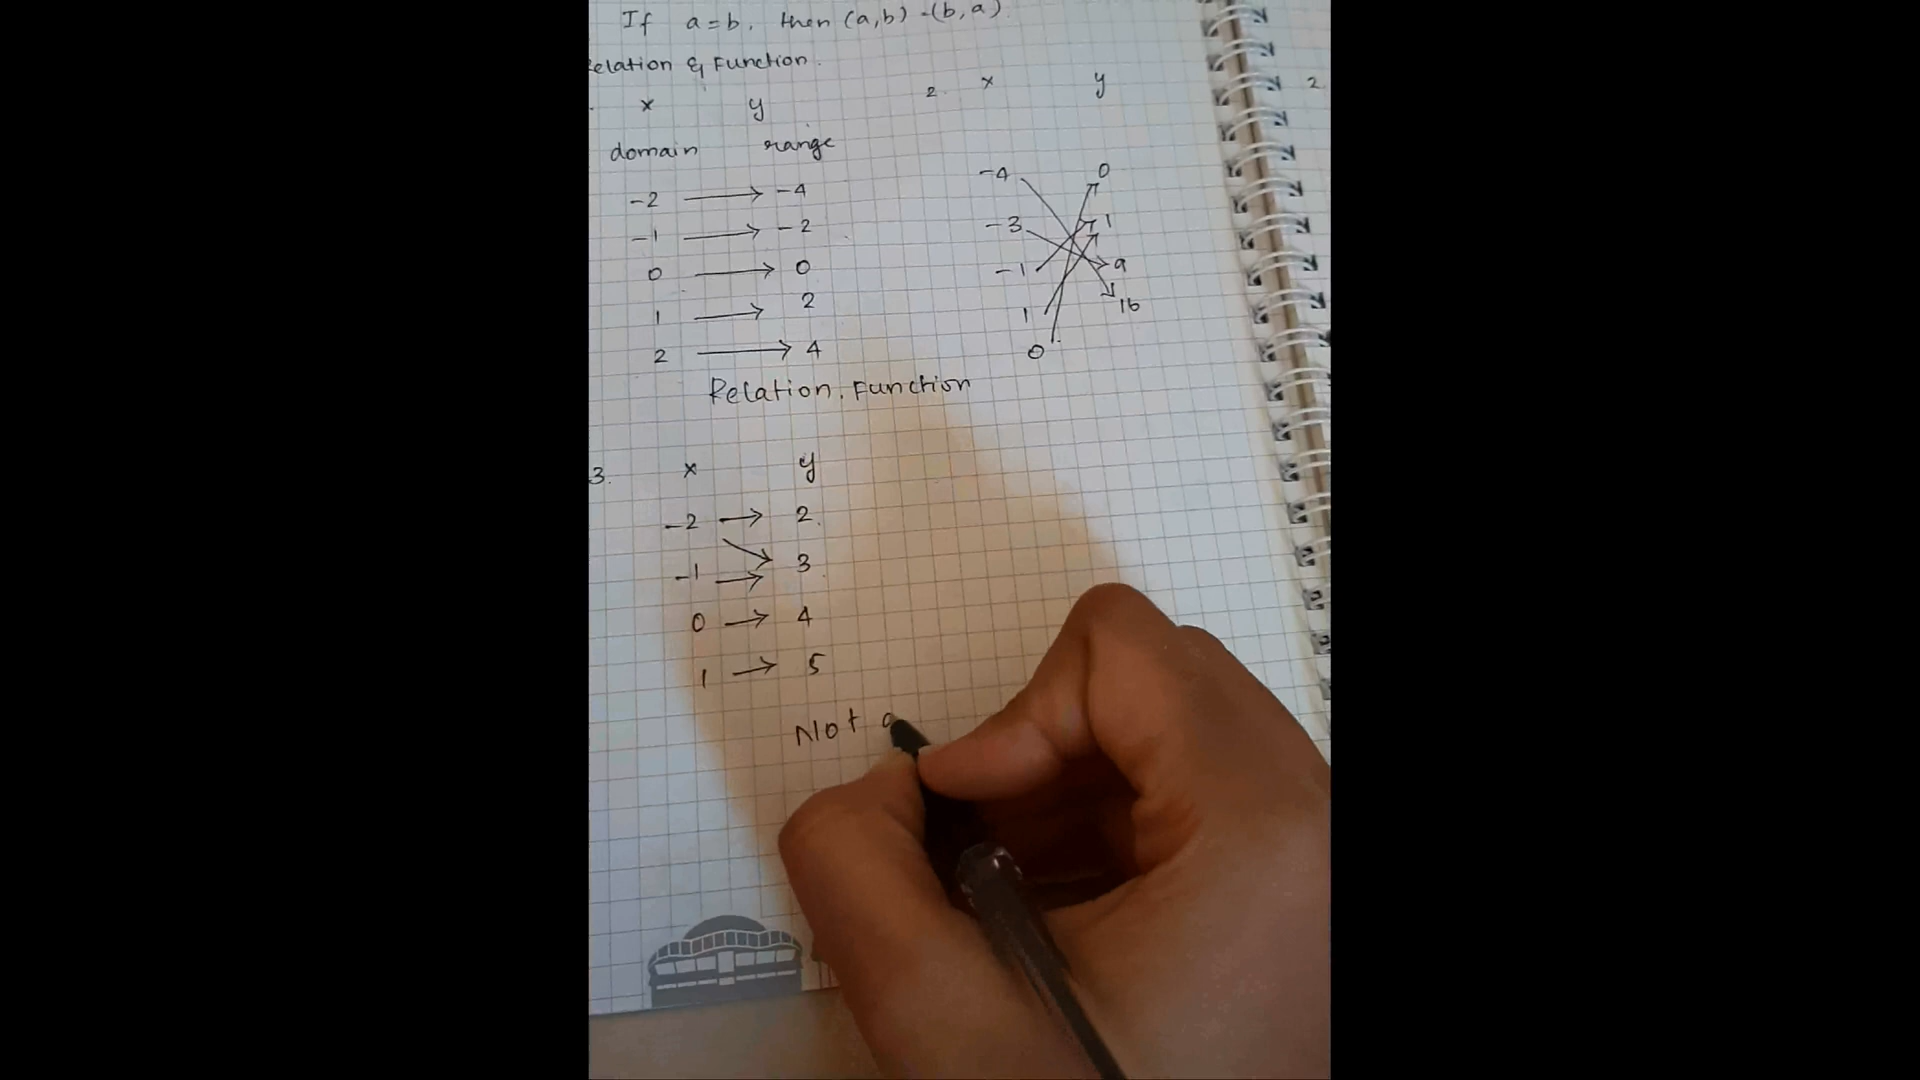 If a=b, then (a,b) -(b,a)
elation & Function.
x y
domain range
-2 → -4
-1 → -2
0 → 0
1 → 2
2 → 4
Relation, Function
2. x y
-4 0
-3 1
-1 9
1 16
0
2
3. x y
-2 → 2
-1 → 3
0 → 4
1 → 5
Not a